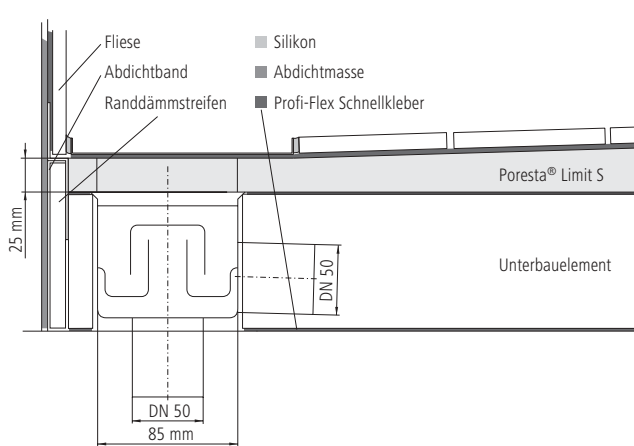 Fliese
Abdichtband
Randdämmstreifen
Silikon
Abdichtmasse
Profi-Flex Schnellkleber
Poresta® Limit S
25 mm
Unterbauelement
DN 50
DN 50
85 mm